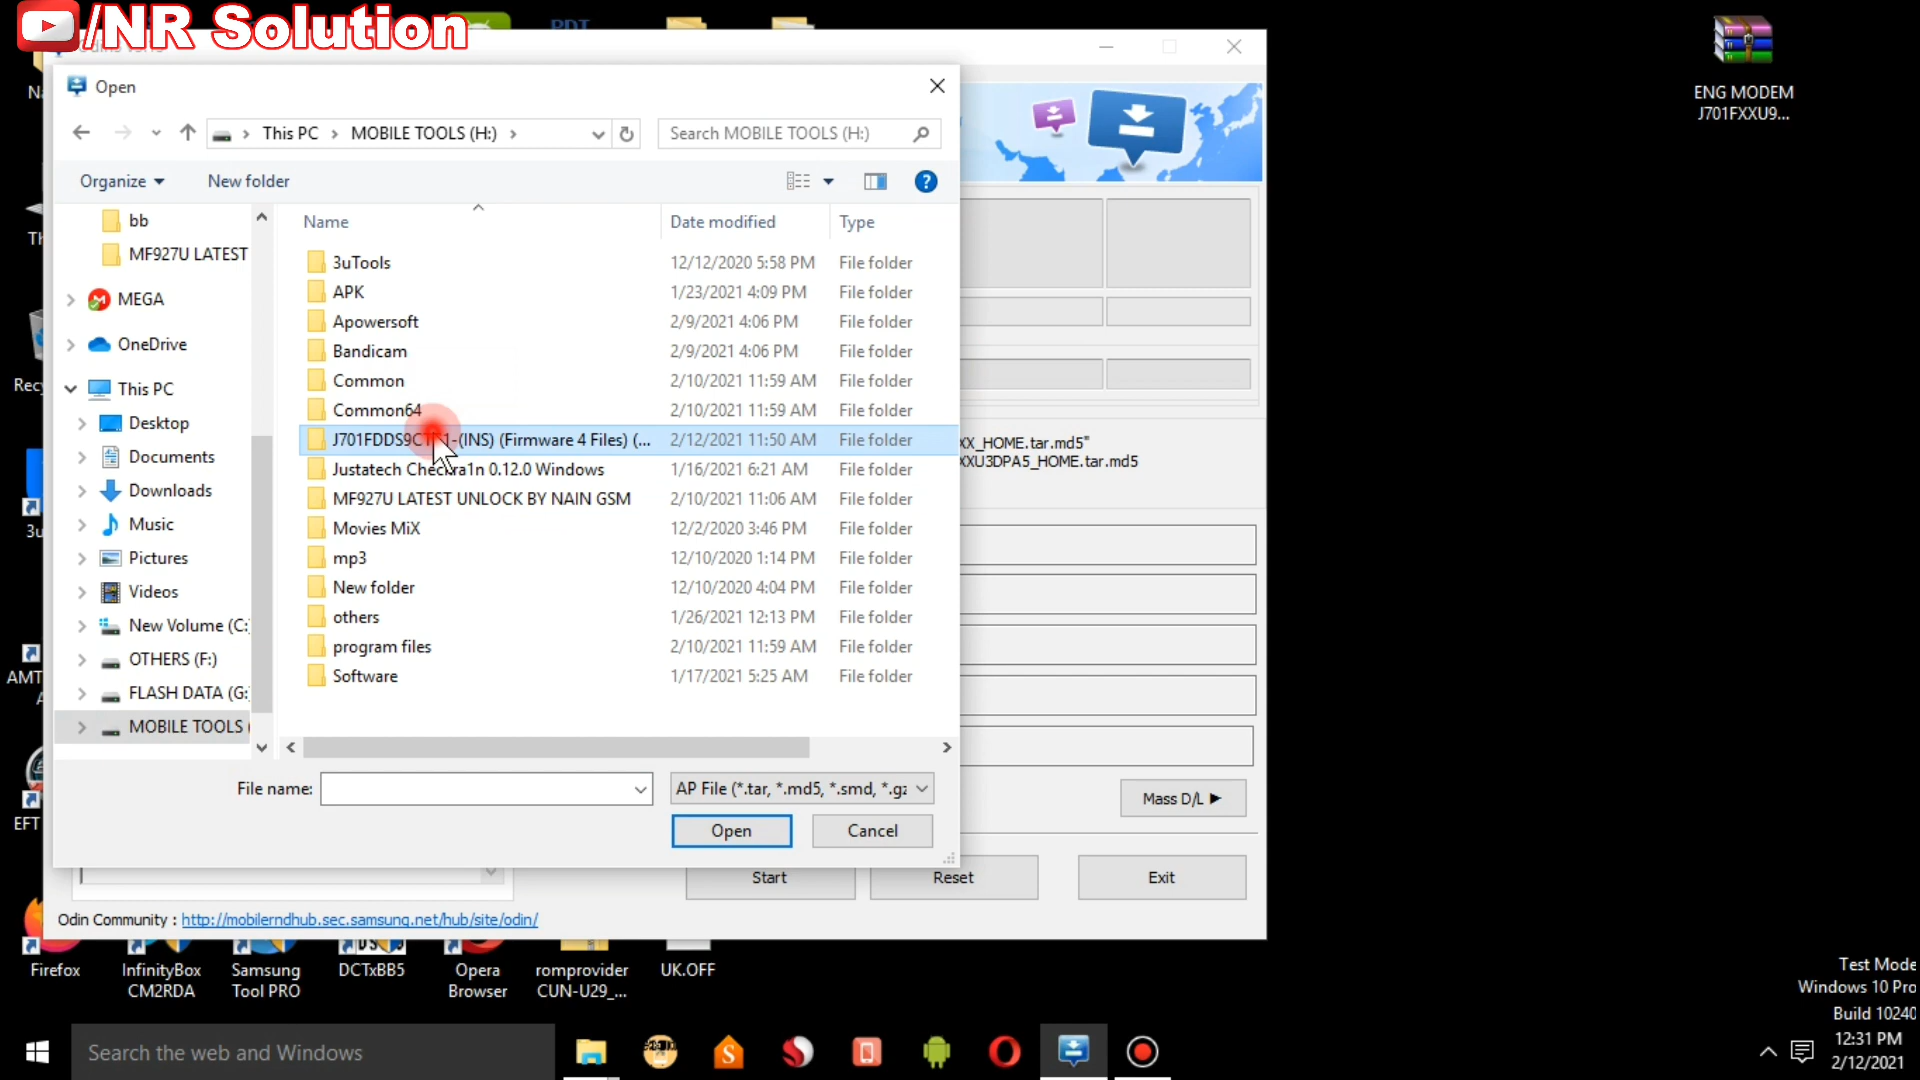 /NR Solution
PDT
ENG MODEM
J701FXXU9...
Open
This PC
MOBILE TOOLS (H:)
Search MOBILE TOOLS (H:)
Organize
New folder
?
Name
Date modified
Type
bb
MF927U LATEST
MEGA
OneDrive
This PC
Desktop
Documents
Downloads
Music
Pictures
Videos
New Volume (C:
OTHERS (F:)
FLASH DATA (G:
MOBILE TOOLS (
3uTools 12/12/2020 5:58 PM File folder
APK 1/23/2021 4:09 PM File folder
Apowersoft 2/9/2021 4:06 PM File folder
Bandicam 2/9/2021 4:06 PM File folder
Common 2/10/2021 11:59 AM File folder
Common64 2/10/2021 11:59 AM File folder
-(INS) (Firmware 4 Files) (... 2/12/2021 11:50 AM File folder
Justatech Checkra1n 0.12.0 Windows 1/16/2021 6:21 AM File folder
MF927U LATEST UNLOCK BY NAIN GSM 2/10/2021 11:06 AM File folder
Movies MiX 12/2/2020 3:46 PM File folder
mp3 12/10/2020 1:14 PM File folder
New folder 12/10/2020 4:04 PM File folder
others 1/26/2021 12:13 PM File folder
program files 2/10/2021 11:59 AM File folder
Software 1/17/2021 5:25 AM File folder
XX_HOME.tar.md5"
XXU3DPA5_HOME.tar.md5
File name:
AP File (*.tar, *.md5, *.smd, *.gz
Open
Cancel
Mass D/L ▶
Start
Reset
Exit
Odin Community : http://mobilerndhub.sec.samsung.net/hub/site/odin/
Firefox
InfinityBox
CM2RDA
Samsung
Tool PRO
DCTxBB5
Opera
Browser
romprovider
CUN-U29_...
UK.OFF
Rec
3u
AMT
EFT
Test Mode
Windows 10 Pro
Build 10240
Search the web and Windows
12:31 PM
2/12/2021